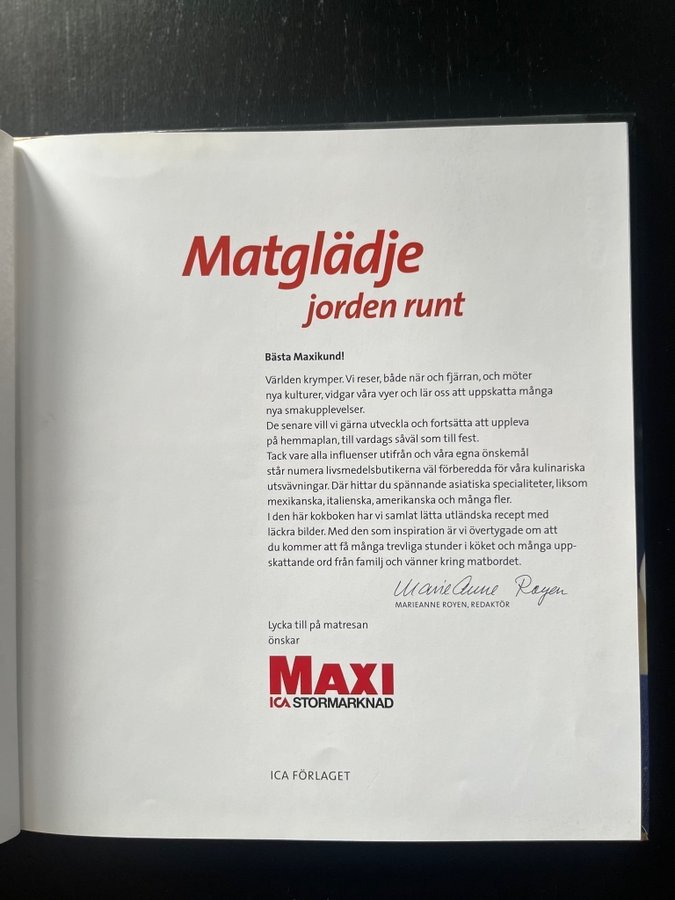 Matglädje
jorden runt
Bästa Maxikund!
Världen krymper. Vi reser, både när och fjärran, och möter
nya kulturer, vidgar våra vyer och lär oss att uppskatta många
nya smakupplevelser.
De senare vill vi gärna utveckla och fortsätta att uppleva
på hemmaplan, till vardags såväl som till fest.
Tack vare alla influenser utifrån och våra egna önskemål
står numera livsmedelsbutikerna väl förberedda för våra kulinariska
utsvävningar. Där hittar du spännande asiatiska specialiteter, liksom
mexikanska, italienska, amerikanska och många fler.
I den här kokboken har vi samlat lätta utländska recept med
läckra bilder. Med den som inspiration är vi övertygade om att
du kommer att få många trevliga stunder i köket och många upp-
skattande ord från familj och vänner kring matbordet.
MarieAnne Royen
MARIEANNE ROYEN, REDAKTÖR
Lycka till på matresan
önskar
MAXI
ICA STORMARKNAD
ICA FÖRLAGET